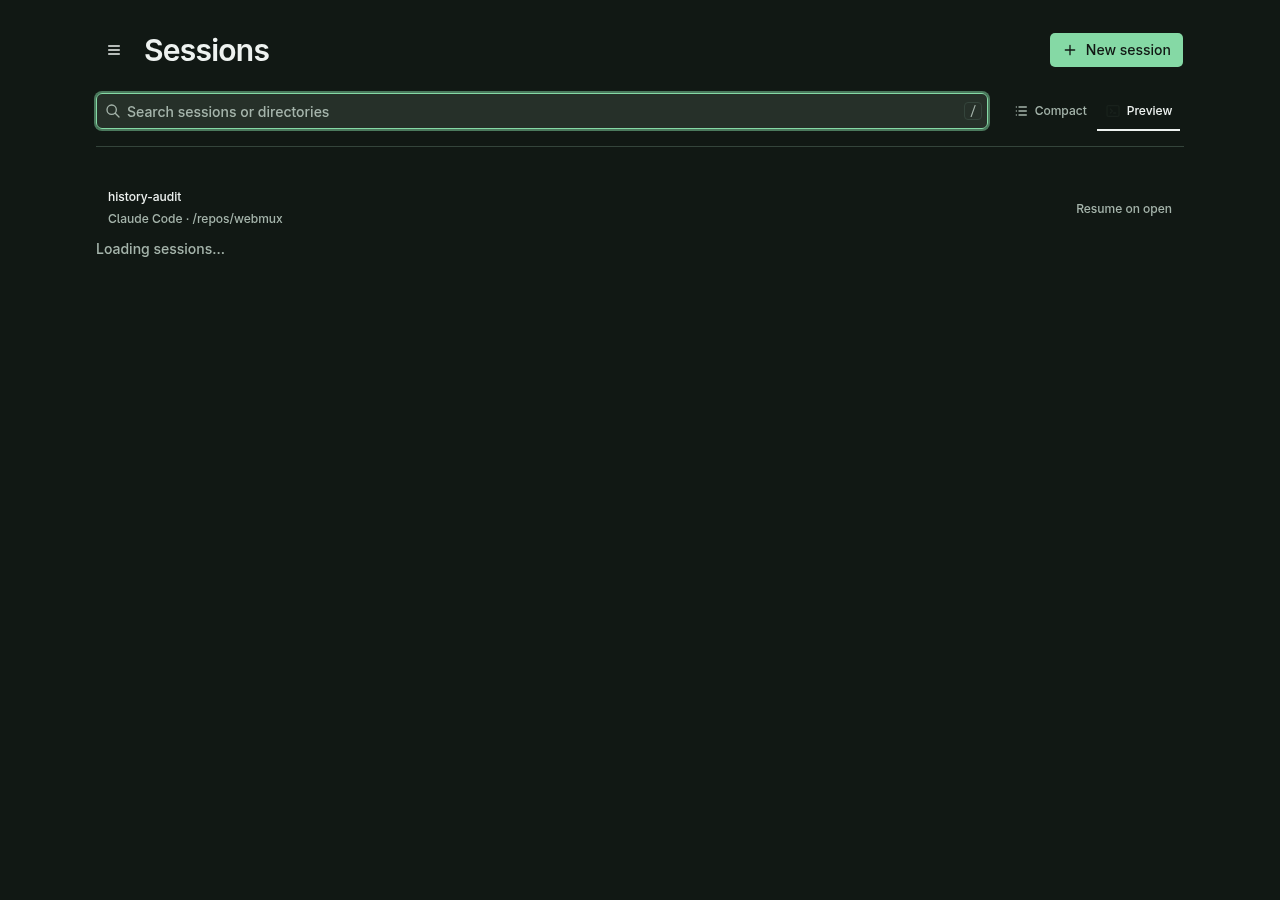 Sessions
New session
Search sessions or directories /
Compact
Preview
history-audit
Claude Code · /repos/webmux
Resume on open
Loading sessions...